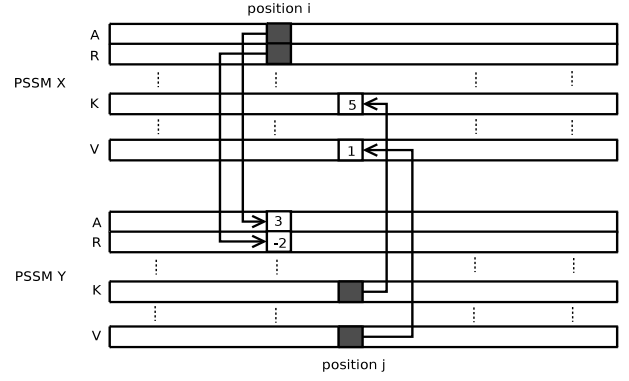 position i
A
R
PSSM X
K 5
V 1
A 3
R -2
PSSM Y
K
V
position j